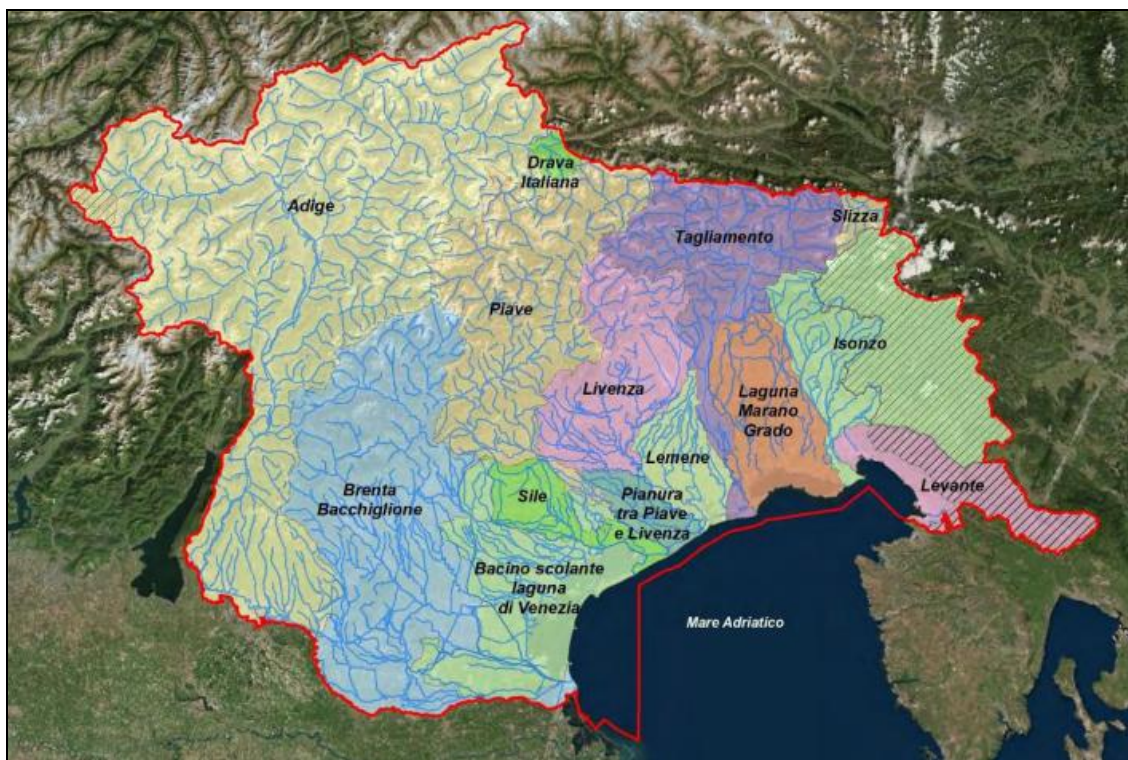 Drava
Italiana
Adige
Slizza
Tagliamento
Piave
Isonzo
Livenza
Laguna
Marano
Grado
Lemene
Levante
Brenta
Bacchiglione
Sile
Pianura
tra Piave
e Livenza
Bacino scolante
laguna
di Venezia
Mare Adriatico